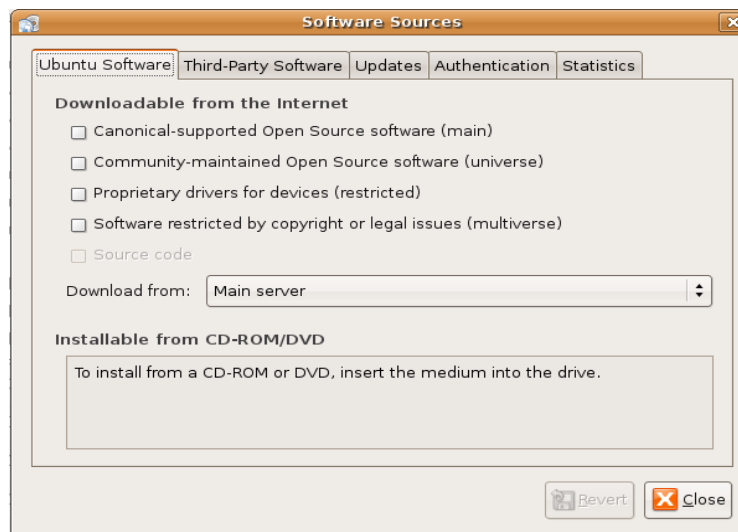 Software Sources
Ubuntu Software Third-Party Software Updates Authentication Statistics
Downloadable from the Internet
Canonical-supported Open Source software (main)
Community-maintained Open Source software (universe)
Proprietary drivers for devices (restricted)
Software restricted by copyright or legal issues (multiverse)
Source code
Download from: Main server
Installable from CD-ROM/DVD
To install from a CD-ROM or DVD, insert the medium into the drive.
Revert Close